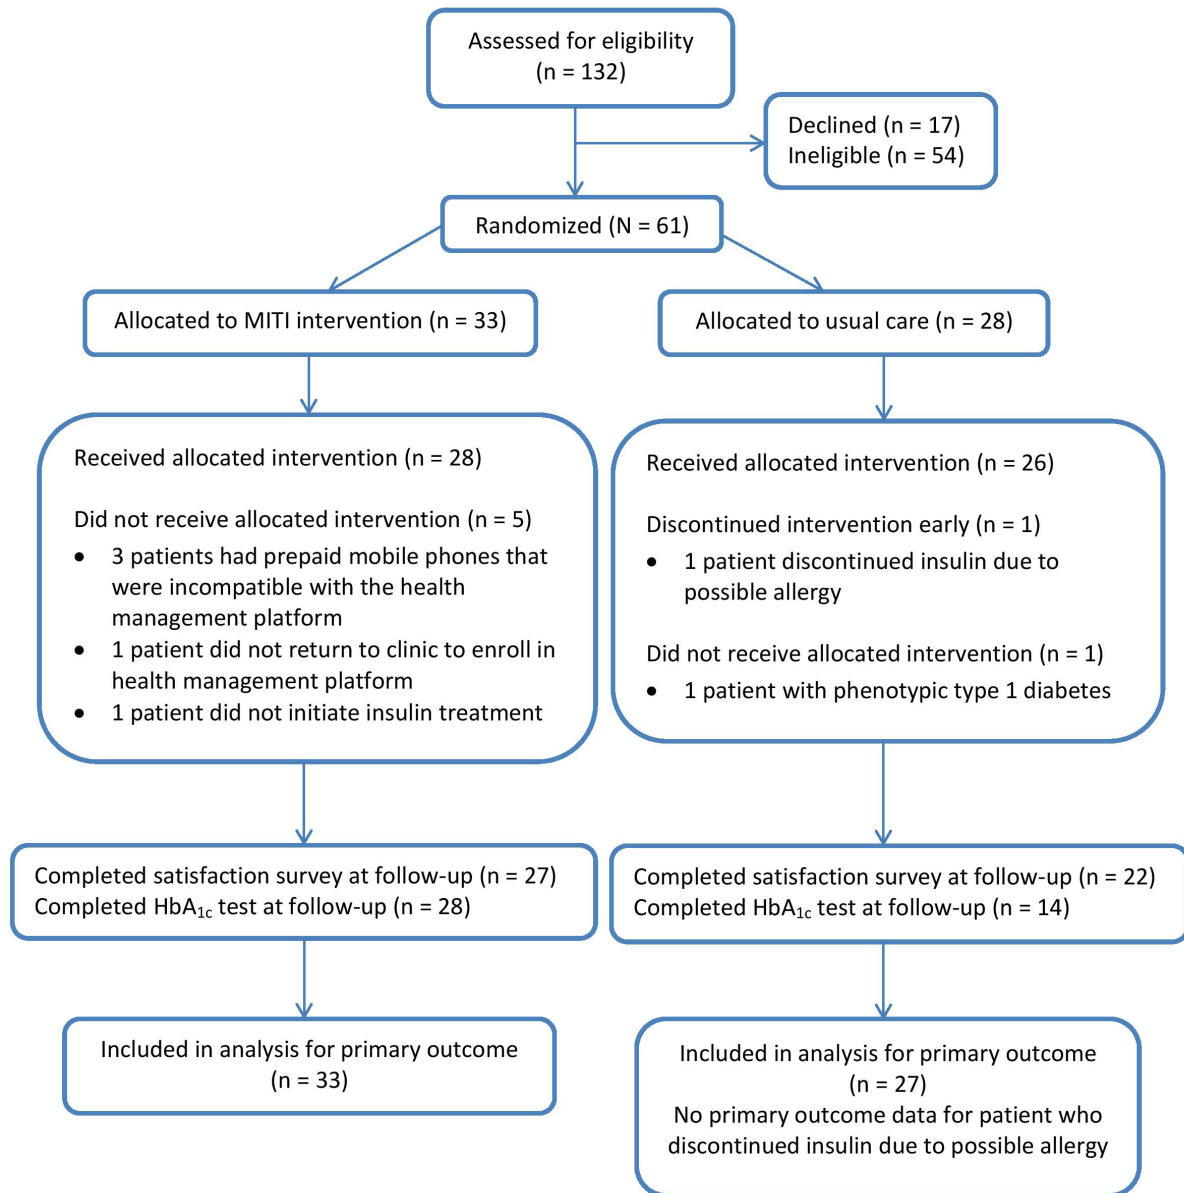 Assessed for eligibility
(n = 132)
Declined (n = 17)
Ineligible (n = 54)
Randomized (N = 61)
Allocated to MITI intervention (n = 33)
Allocated to usual care (n = 28)
Received allocated intervention (n = 28)
Did not receive allocated intervention (n = 5)
• 3 patients had prepaid mobile phones that
were incompatible with the health
management platform
• 1 patient did not return to clinic to enroll in
health management platform
• 1 patient did not initiate insulin treatment
Received allocated intervention (n = 26)
Discontinued intervention early (n = 1)
• 1 patient discontinued insulin due to
possible allergy
Did not receive allocated intervention (n = 1)
• 1 patient with phenotypic type 1 diabetes
Completed satisfaction survey at follow-up (n = 27)
Completed HbA1c test at follow-up (n = 28)
Completed satisfaction survey at follow-up (n = 22)
Completed HbA1c test at follow-up (n = 14)
Included in analysis for primary outcome
(n = 33)
Included in analysis for primary outcome
(n = 27)
No primary outcome data for patient who
discontinued insulin due to possible allergy